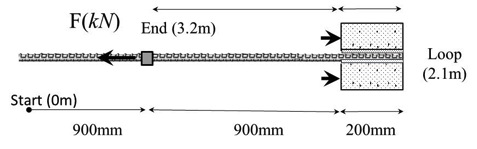 F(kN)
End (3.2m)
Loop
(2.1m)
Start (0m)
900mm
900mm
200mm